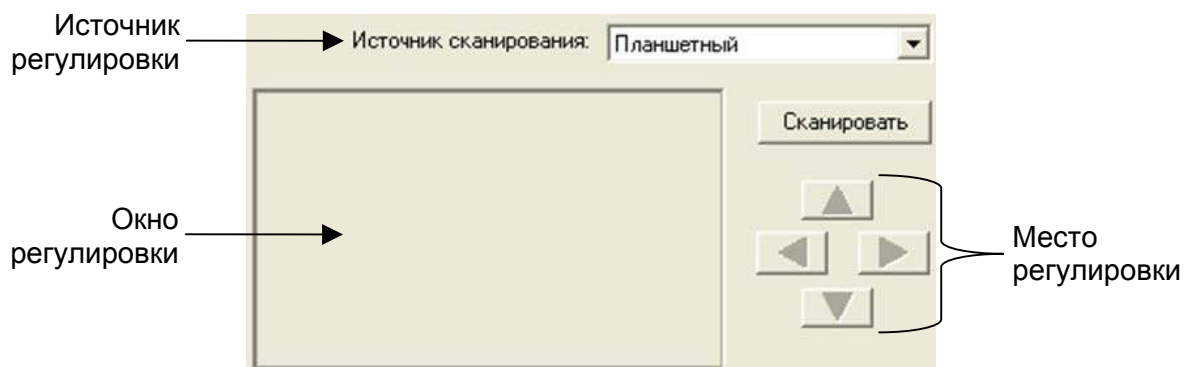 Источник
регулировки
Источник сканирования: Планшетный
Сканировать
Окно
регулировки
Место
регулировки